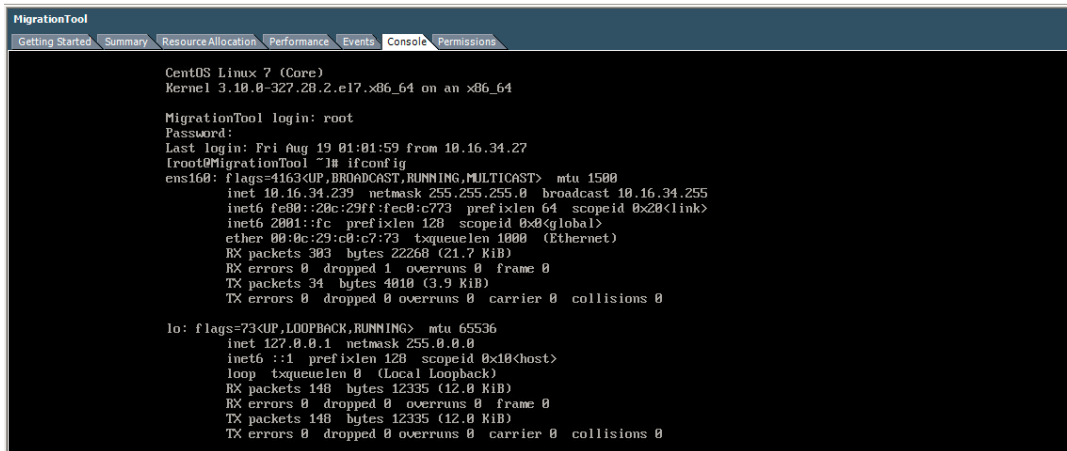 MigrationTool
Getting Started Summary Resource Allocation Performance Events Console Permissions
CentOS Linux 7 (Core)
Kernel 3.10.0-327.28.2.el7.x86_64 on an x86_64
MigrationTool login: root
Password:
Last login: Fri Aug 19 01:01:59 from 10.16.34.27
[root@MigrationTool ~]# ifconfig
ens160: flags=4163<UP,BROADCAST,RUNNING,MULTICAST> mtu 1500
inet 10.16.34.239 netmask 255.255.255.0 broadcast 10.16.34.255
inet6 fe80::20c:29ff:fec0:c773 prefixlen 64 scopeid 0x20<link>
inet6 2001::fc prefixlen 128 scopeid 0x0<global>
ether 00:0c:29:c0:c7:73 txqueuelen 1000 (Ethernet)
RX packets 303 bytes 22268 (21.7 KiB)
RX errors 0 dropped 1 overruns 0 frame 0
TX packets 34 bytes 4010 (3.9 KiB)
TX errors 0 dropped 0 overruns 0 carrier 0 collisions 0
lo: flags=73<UP,LOOPBACK,RUNNING> mtu 65536
inet 127.0.0.1 netmask 255.0.0.0
inet6 ::1 prefixlen 128 scopeid 0x10<host>
loop txqueuelen 0 (Local Loopback)
RX packets 148 bytes 12335 (12.0 KiB)
RX errors 0 dropped 0 overruns 0 frame 0
TX packets 148 bytes 12335 (12.0 KiB)
TX errors 0 dropped 0 overruns 0 carrier 0 collisions 0